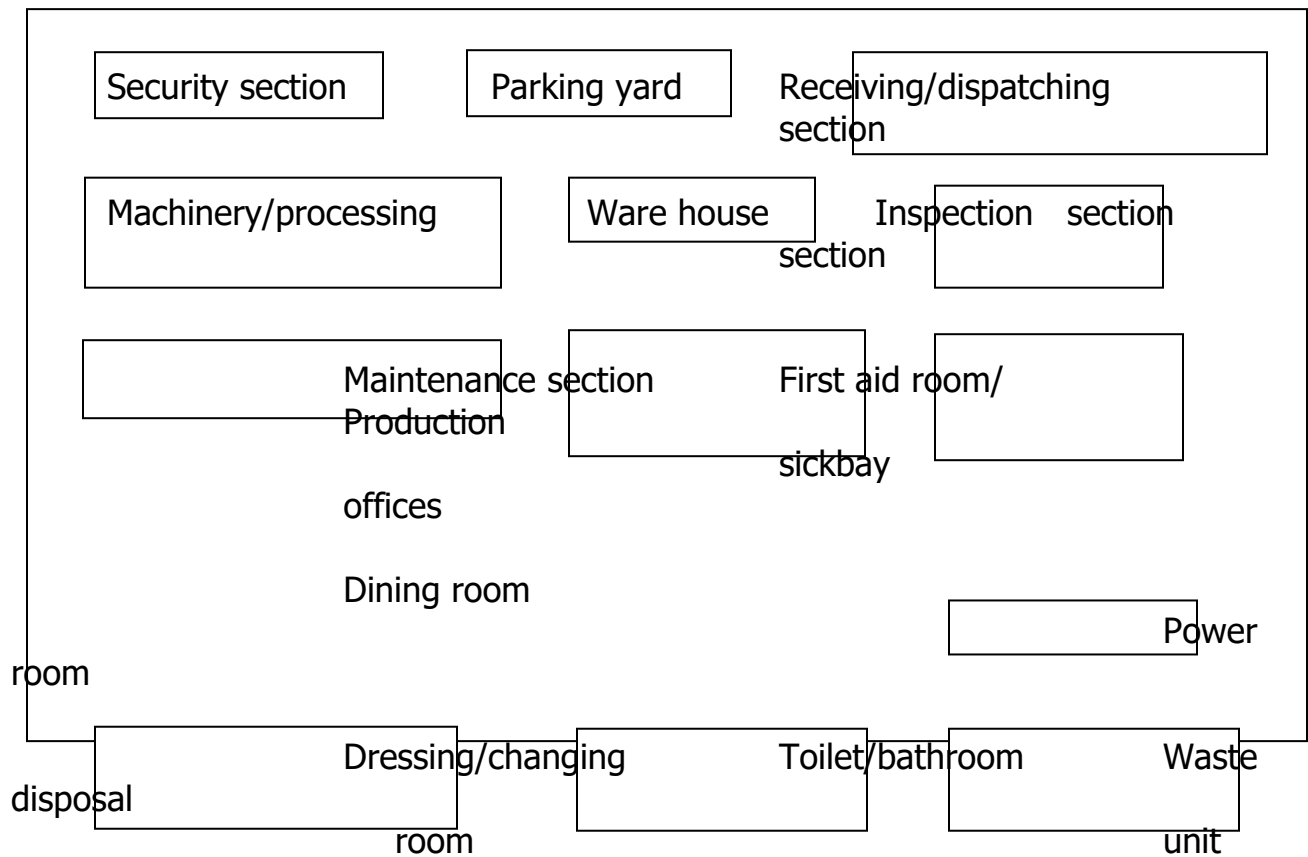 Security section Parking yard Receiving/dispatching
section
Machinery/processing Ware house Inspection section
section
Maintenance section First aid room/
Production
sickbay
offices
Dining room
Power
room
Dressing/changing Toilet/bathroom Waste
disposal
room unit